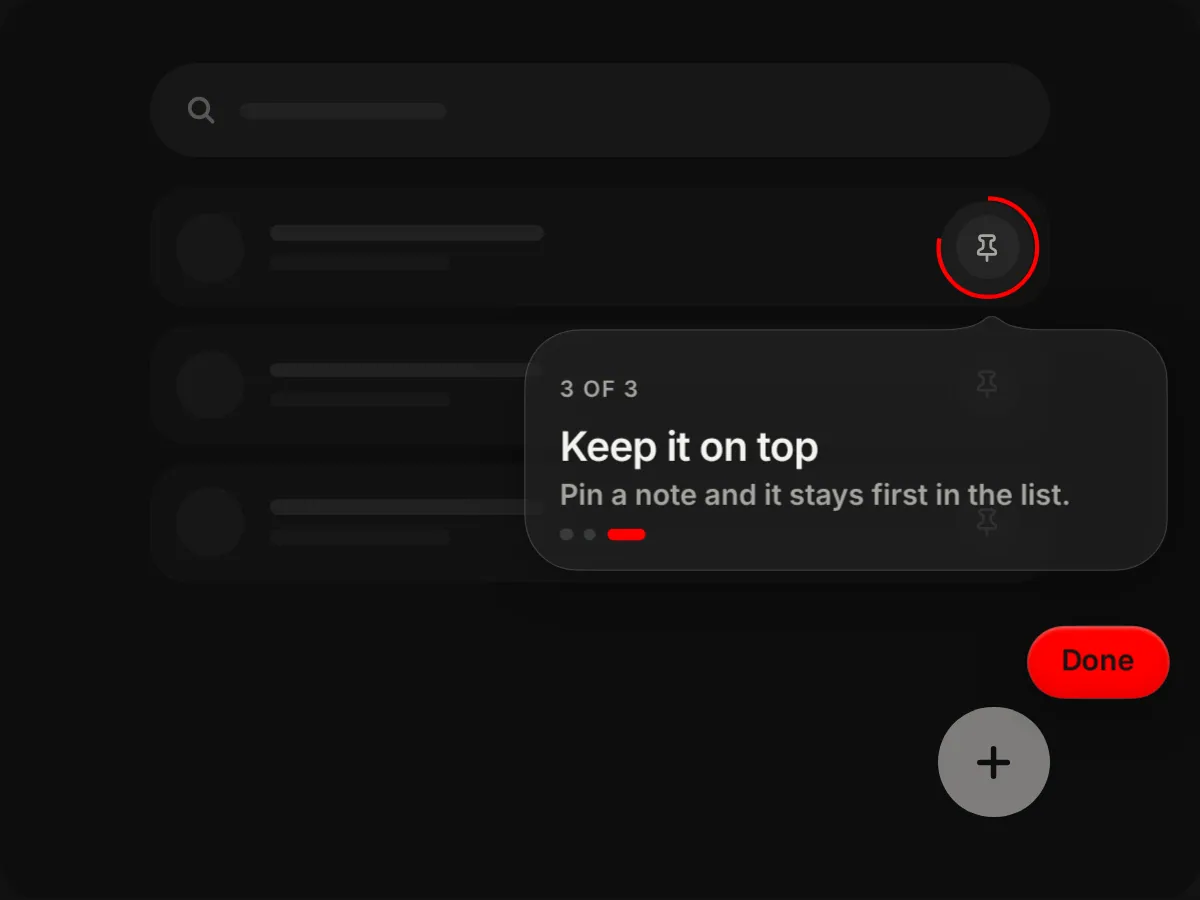 3 OF 3
Keep it on top
Pin a note and it stays first in the list.
Done